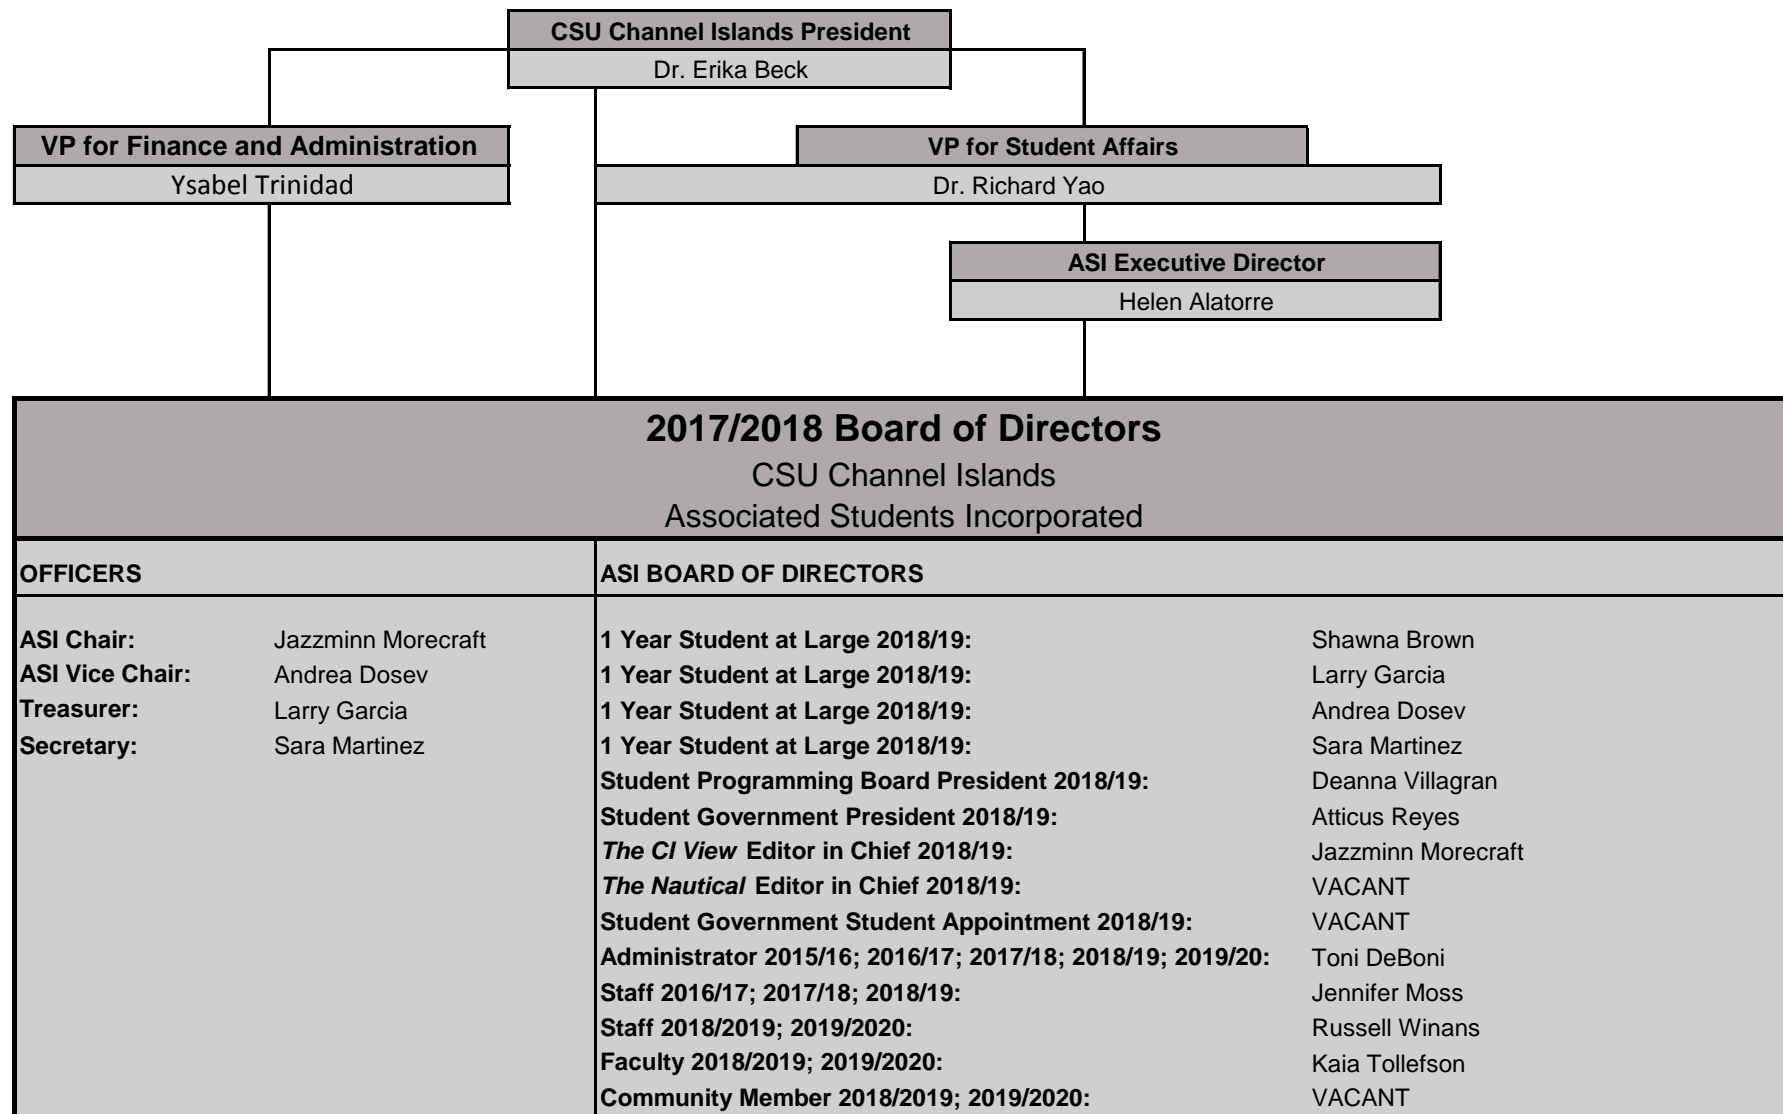 CSU Channel Islands President
Dr. Erika Beck
VP for Finance and Administration
Ysabel Trinidad
VP for Student Affairs
Dr. Richard Yao
ASI Executive Director
Helen Alatorre
2017/2018 Board of Directors
CSU Channel Islands
Associated Students Incorporated
OFFICERS
ASI Chair: Jazzminn Morecraft
ASI Vice Chair: Andrea Dosev
Treasurer: Larry Garcia
Secretary: Sara Martinez
ASI BOARD OF DIRECTORS
1 Year Student at Large 2018/19: Shawna Brown
1 Year Student at Large 2018/19: Larry Garcia
1 Year Student at Large 2018/19: Andrea Dosev
1 Year Student at Large 2018/19: Sara Martinez
Student Programming Board President 2018/19: Deanna Villagran
Student Government President 2018/19: Atticus Reyes
The CI View Editor in Chief 2018/19: Jazzminn Morecraft
The Nautical Editor in Chief 2018/19: VACANT
Student Government Student Appointment 2018/19: VACANT
Administrator 2015/16; 2016/17; 2017/18; 2018/19; 2019/20: Toni DeBoni
Staff 2016/17; 2017/18; 2018/19: Jennifer Moss
Staff 2018/2019; 2019/2020: Russell Winans
Faculty 2018/2019; 2019/2020: Kaia Tollefson
Community Member 2018/2019; 2019/2020: VACANT